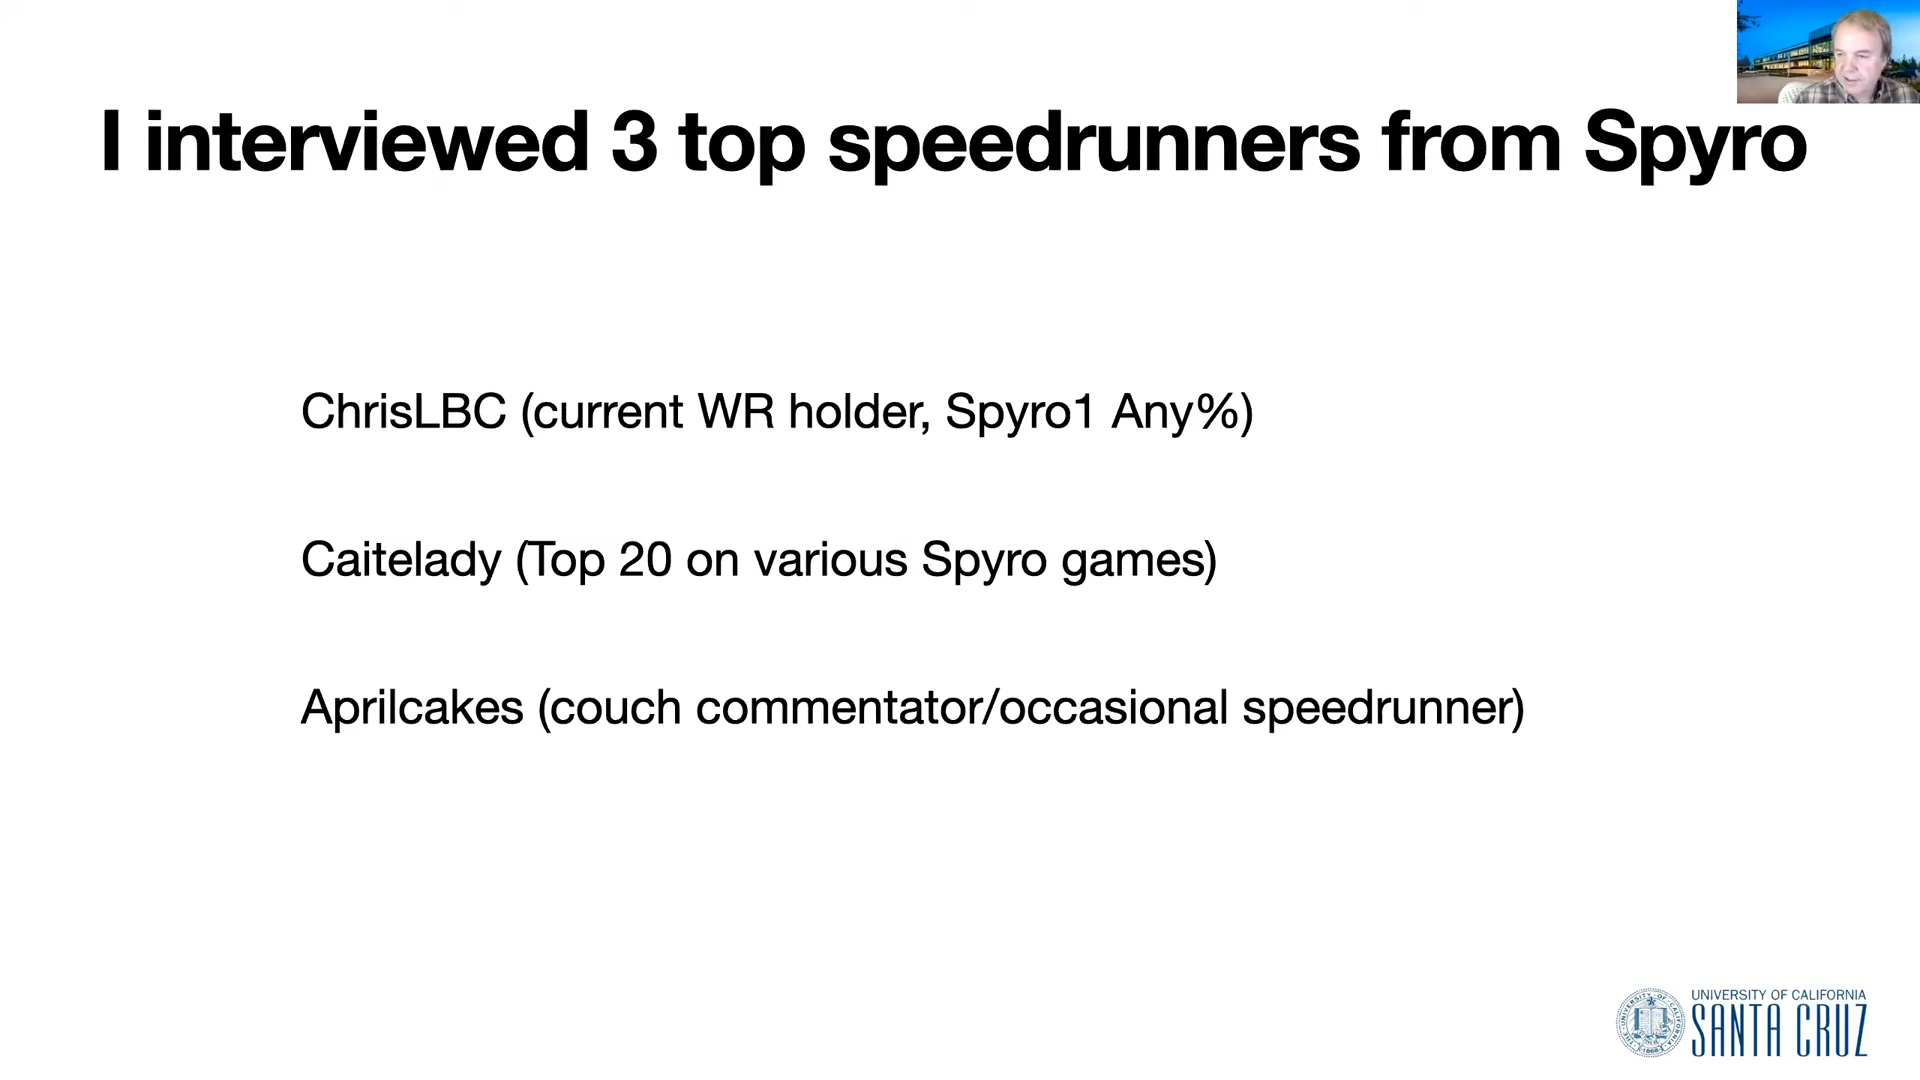 I interviewed 3 top speedrunners from Spyro
ChrisLBC (current WR holder, Spyro1 Any%)
Caitelady (Top 20 on various Spyro games)
Aprilcakes (couch commentator/occasional speedrunner)
UNIVERSITY OF CALIFORNIA
SANTA CRUZ